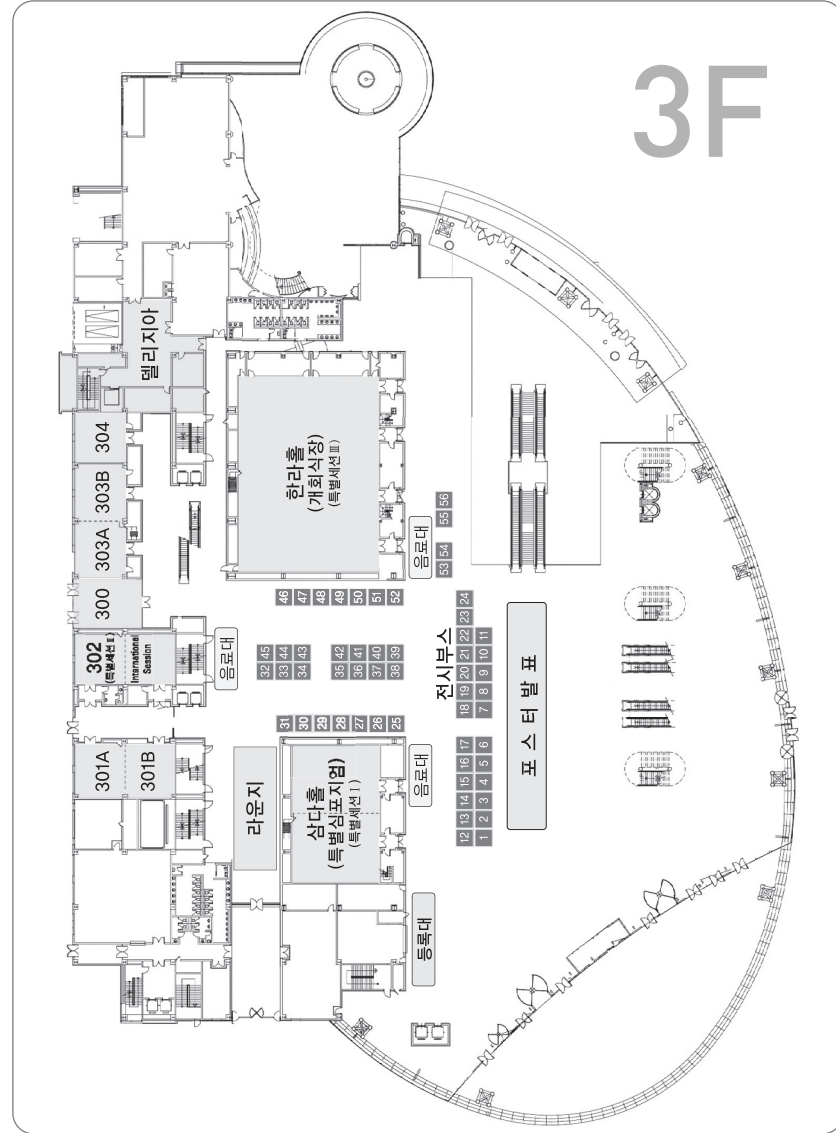 3F
델리지아
304
303B
303A
300
302
(특별세션 Ⅱ)
International
Session
301A
301B
한라홀
(개회식장)
(특별세션 Ⅲ)
음료대
55 56
53 54
46
47
48
49
50
51
52
음료대
32 45
33 44
34 43
35 42
36 41
37 40
38 39
전시부스
18 19 20 21 22 23 24
7 8 9 10 11
포스터발표
31
30
29
28
27
26
25
라운지
삼다홀
(특별심포지엄)
(특별세션 Ⅰ)
음료대
12 13 14 15 16 17
1 2 3 4 5 6
등록대